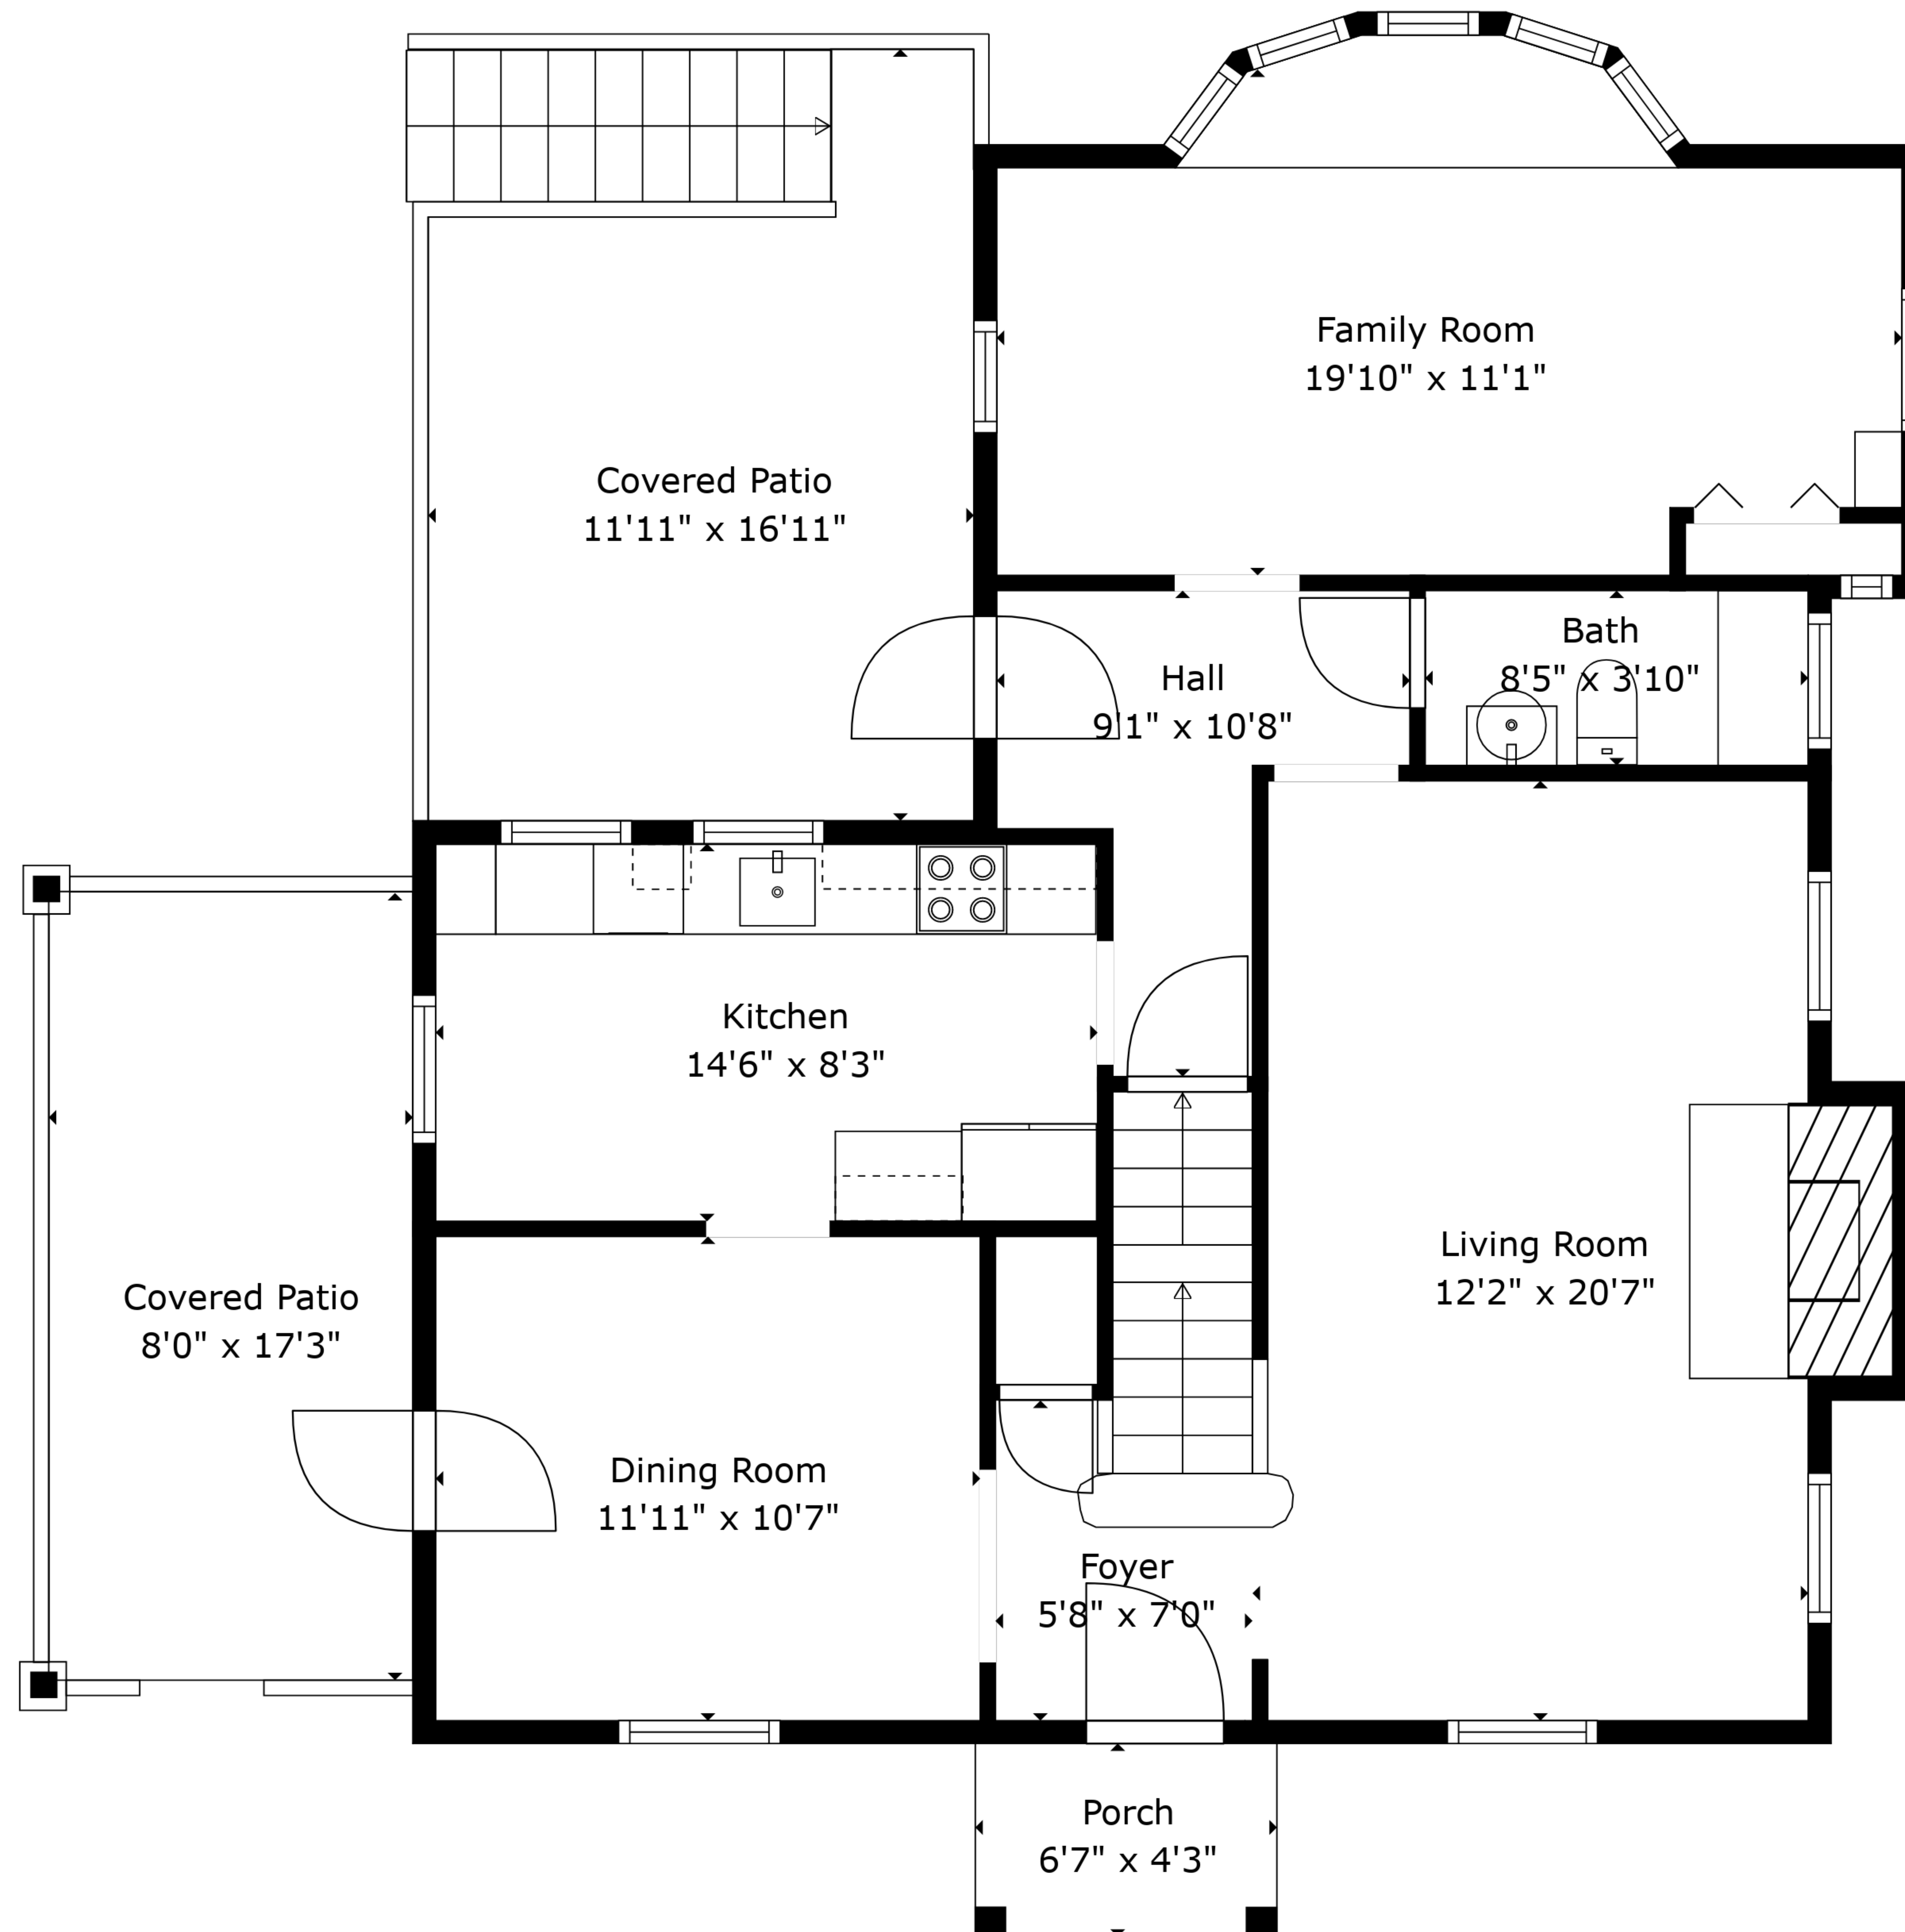 Family Room
19'10" x 11'1"
Covered Patio
11'11" x 16'11"
Bath
8'5" x 3'10"
Hall
9'1" x 10'8"
Kitchen
14'6" x 8'3"
Living Room
12'2" x 20'7"
Covered Patio
8'0" x 17'3"
Dining Room
11'11" x 10'7"
Foyer
5'8" x 7'0"
Porch
6'7" x 4'3"